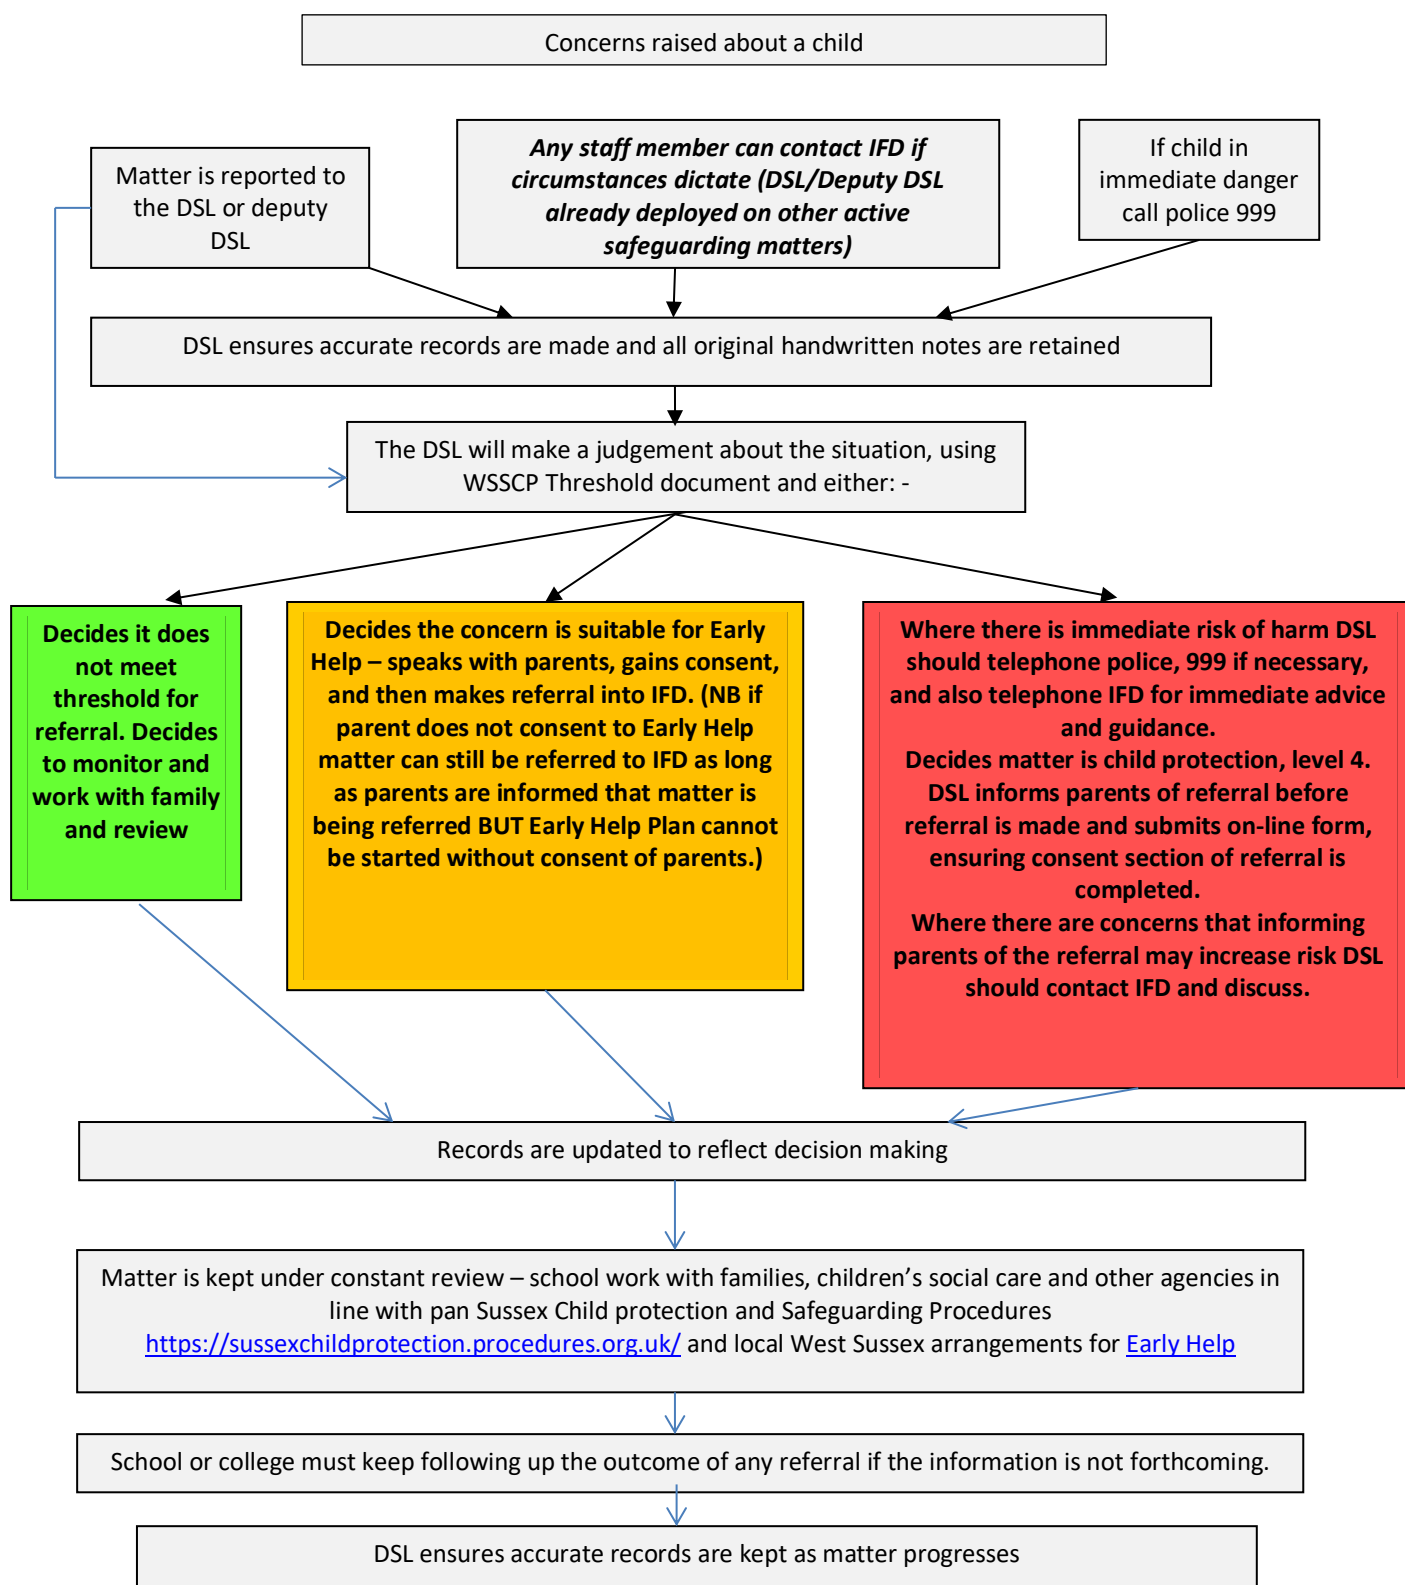 Concerns raised about a child
Matter is reported to
the DSL or deputy
DSL
Any staff member can contact IFD if
circumstances dictate (DSL/Deputy DSL
already deployed on other active
safeguarding matters)
If child in
immediate danger
call police 999
DSL ensures accurate records are made and all original handwritten notes are retained
The DSL will make a judgement about the situation, using
WSSCP Threshold document and either: -
Decides it does
not meet
threshold for
referral. Decides
to monitor and
work with family
and review
Decides the concern is suitable for Early
Help – speaks with parents, gains consent,
and then makes referral into IFD. (NB if
parent does not consent to Early Help
matter can still be referred to IFD as long
as parents are informed that matter is
being referred BUT Early Help Plan cannot
be started without consent of parents.)
Where there is immediate risk of harm DSL
should telephone police, 999 if necessary,
and also telephone IFD for immediate advice
and guidance.
Decides matter is child protection, level 4.
DSL informs parents of referral before
referral is made and submits on-line form,
ensuring consent section of referral is
completed.
Where there are concerns that informing
parents of the referral may increase risk DSL
should contact IFD and discuss.
Records are updated to reflect decision making
Matter is kept under constant review – school work with families, children’s social care and other agencies in
line with pan Sussex Child protection and Safeguarding Procedures
https://sussexchildprotection.procedures.org.uk/ and local West Sussex arrangements for Early Help
School or college must keep following up the outcome of any referral if the information is not forthcoming.
DSL ensures accurate records are kept as matter progresses